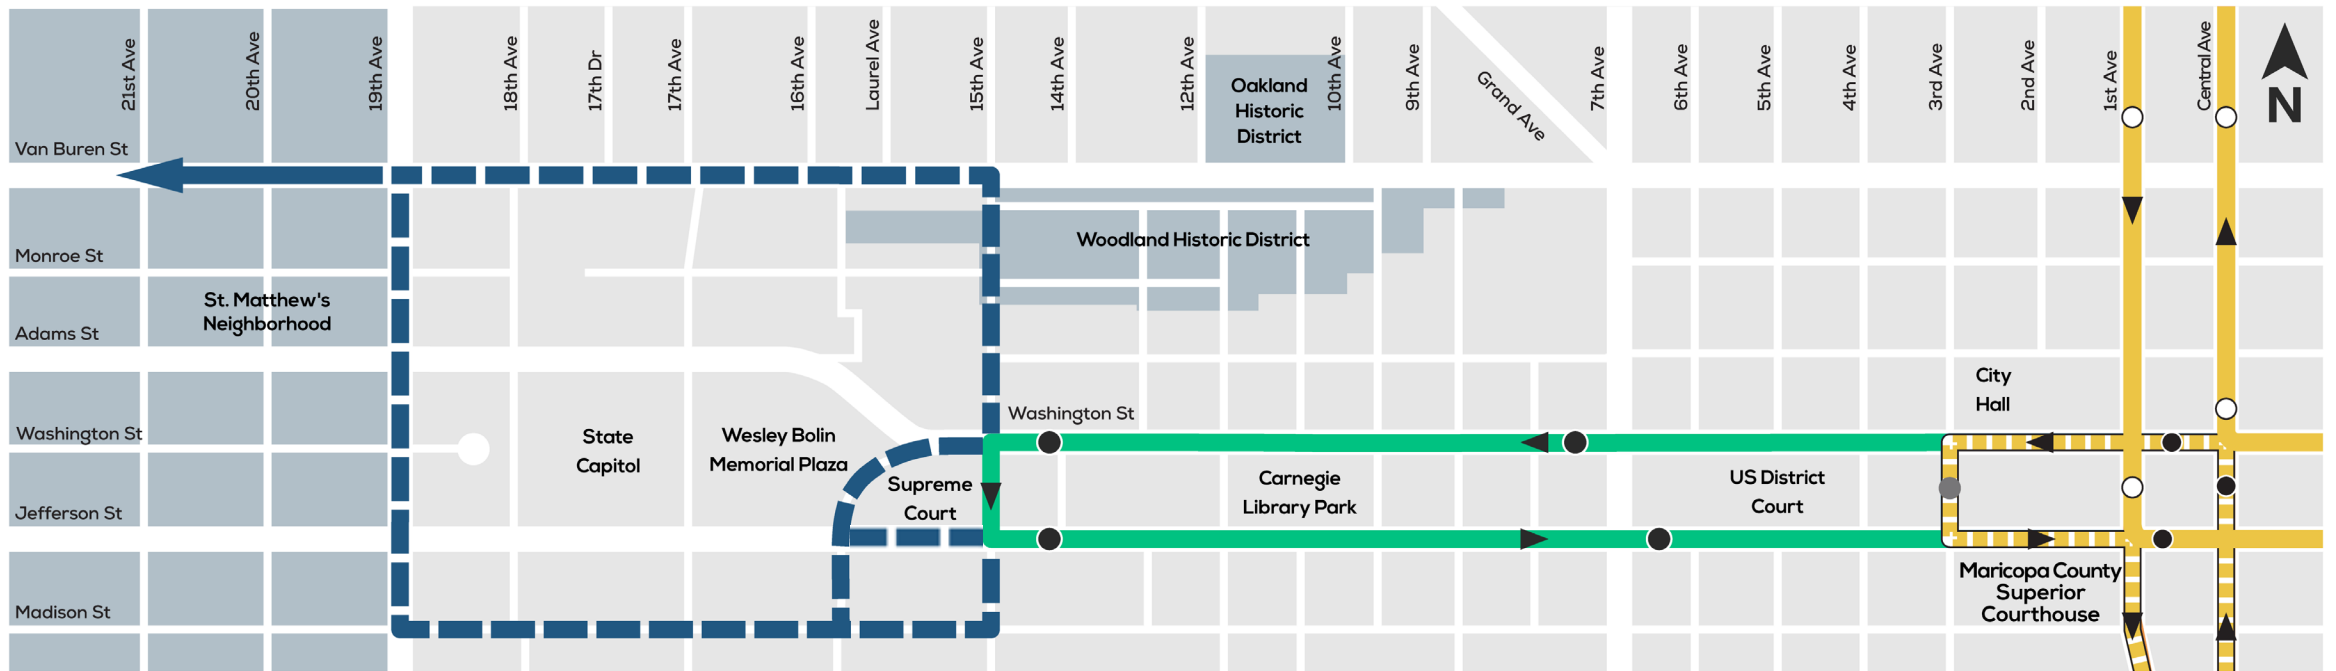 21st Ave
20th Ave
19th Ave
18th Ave
17th Dr
17th Ave
16th Ave
Laurel Ave
15th Ave
14th Ave
12th Ave
10th Ave
9th Ave
Grand Ave
7th Ave
6th Ave
5th Ave
4th Ave
3rd Ave
2nd Ave
1st Ave
Central Ave
N
Oakland
Historic
District
Van Buren St
Woodland Historic District
Monroe St
St. Matthew's
Neighborhood
Adams St
City
Hall
Washington St
Washington St
State
Capitol
Wesley Bolin
Memorial Plaza
Supreme
Court
Carnegie
Library Park
US District
Court
Jefferson St
Maricopa County
Superior
Courthouse
Madison St